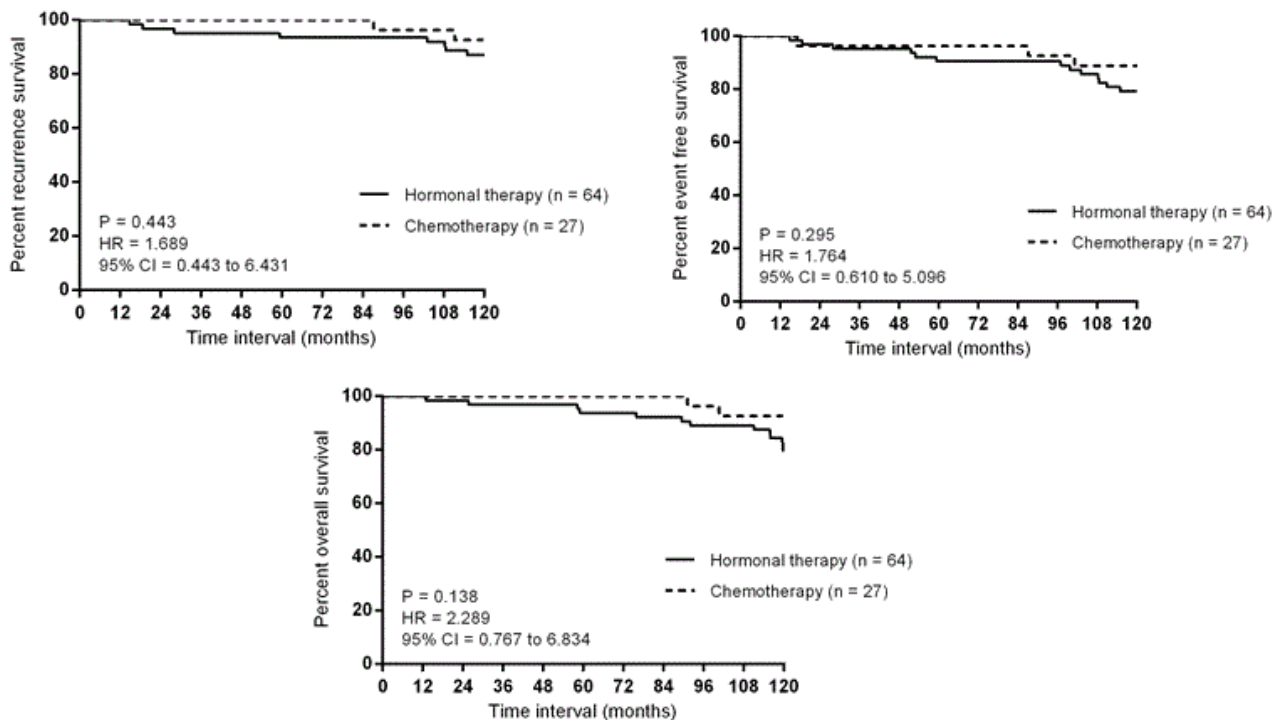 Percent recurrence survival
100
80
60
40
20
0
Hormonal therapy (n = 64)
Chemotherapy (n = 27)
P = 0.443
HR = 1.689
95% CI = 0.443 to 6.431
0 12 24 36 48 60 72 84 96 108 120
Time interval (months)
Percent event free survival
100
80
60
40
20
0
Hormonal therapy (n = 64)
Chemotherapy (n = 27)
P = 0.295
HR = 1.764
95% CI = 0.610 to 5.096
0 12 24 36 48 60 72 84 96 108 120
Time interval (months)
Percent overall survival
100
80
60
40
20
0
Hormonal therapy (n = 64)
Chemotherapy (n = 27)
P = 0.138
HR = 2.289
95% CI = 0.767 to 6.834
0 12 24 36 48 60 72 84 96 108 120
Time interval (months)